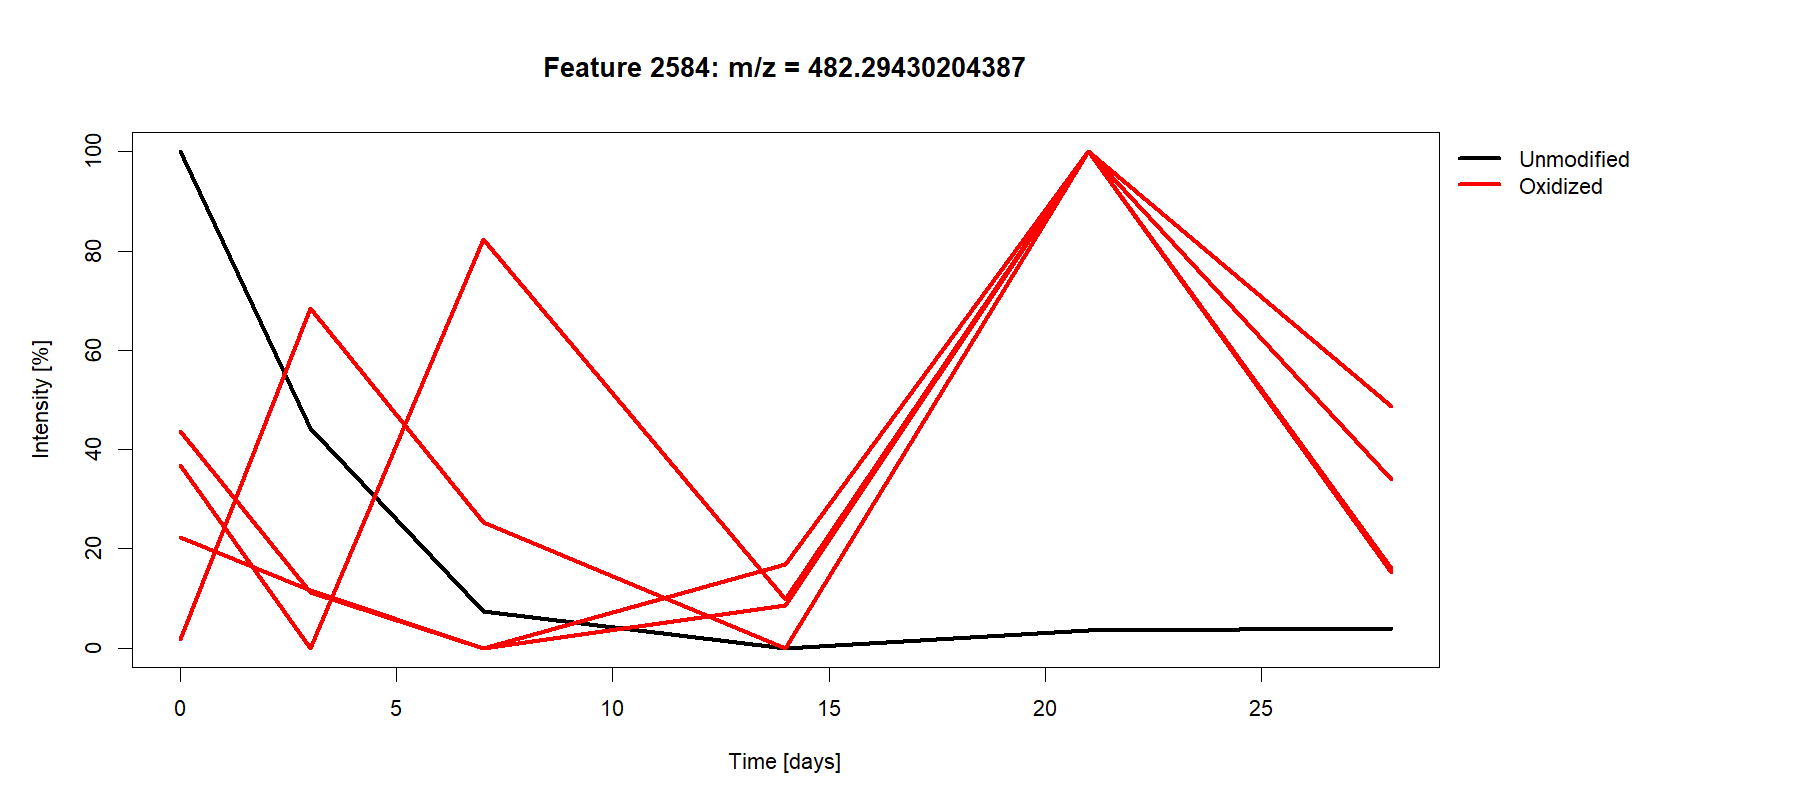 Feature 2584: m/z = 482.29430204387
Unmodified
Oxidized
Intensity [%]
100
80
60
40
20
0
0 5 10 15 20 25
Time [days]